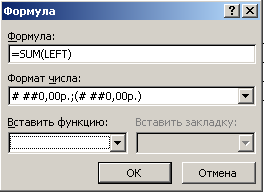 Формула
Формула:
=SUM(LEFT)
Формат числа:
# ##0,00р.;(# ##0,00р.)
Вставить функцию: Вставить закладку:
ОК Отмена